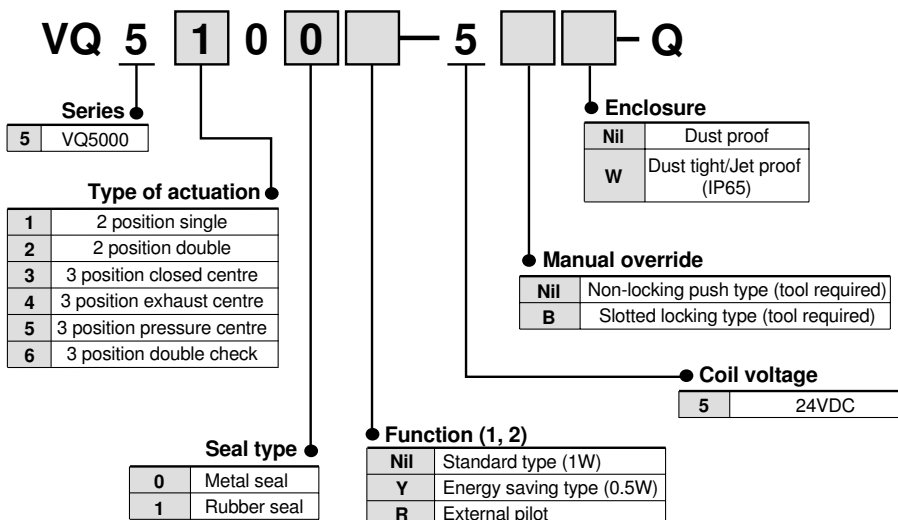 VQ 5 1 0 0 — 5 - Q
Series
5 VQ5000
Type of actuation
1 2 position single
2 2 position double
3 3 position closed centre
4 3 position exhaust centre
5 3 position pressure centre
6 3 position double check
Seal type
0 Metal seal
1 Rubber seal
Function (1, 2)
Nil Standard type (1W)
Y Energy saving type (0.5W)
R External pilot
Coil voltage
5 24VDC
Manual override
Nil Non-locking push type (tool required)
B Slotted locking type (tool required)
Enclosure
Nil Dust proof
W Dust tight/Jet proof
(IP65)